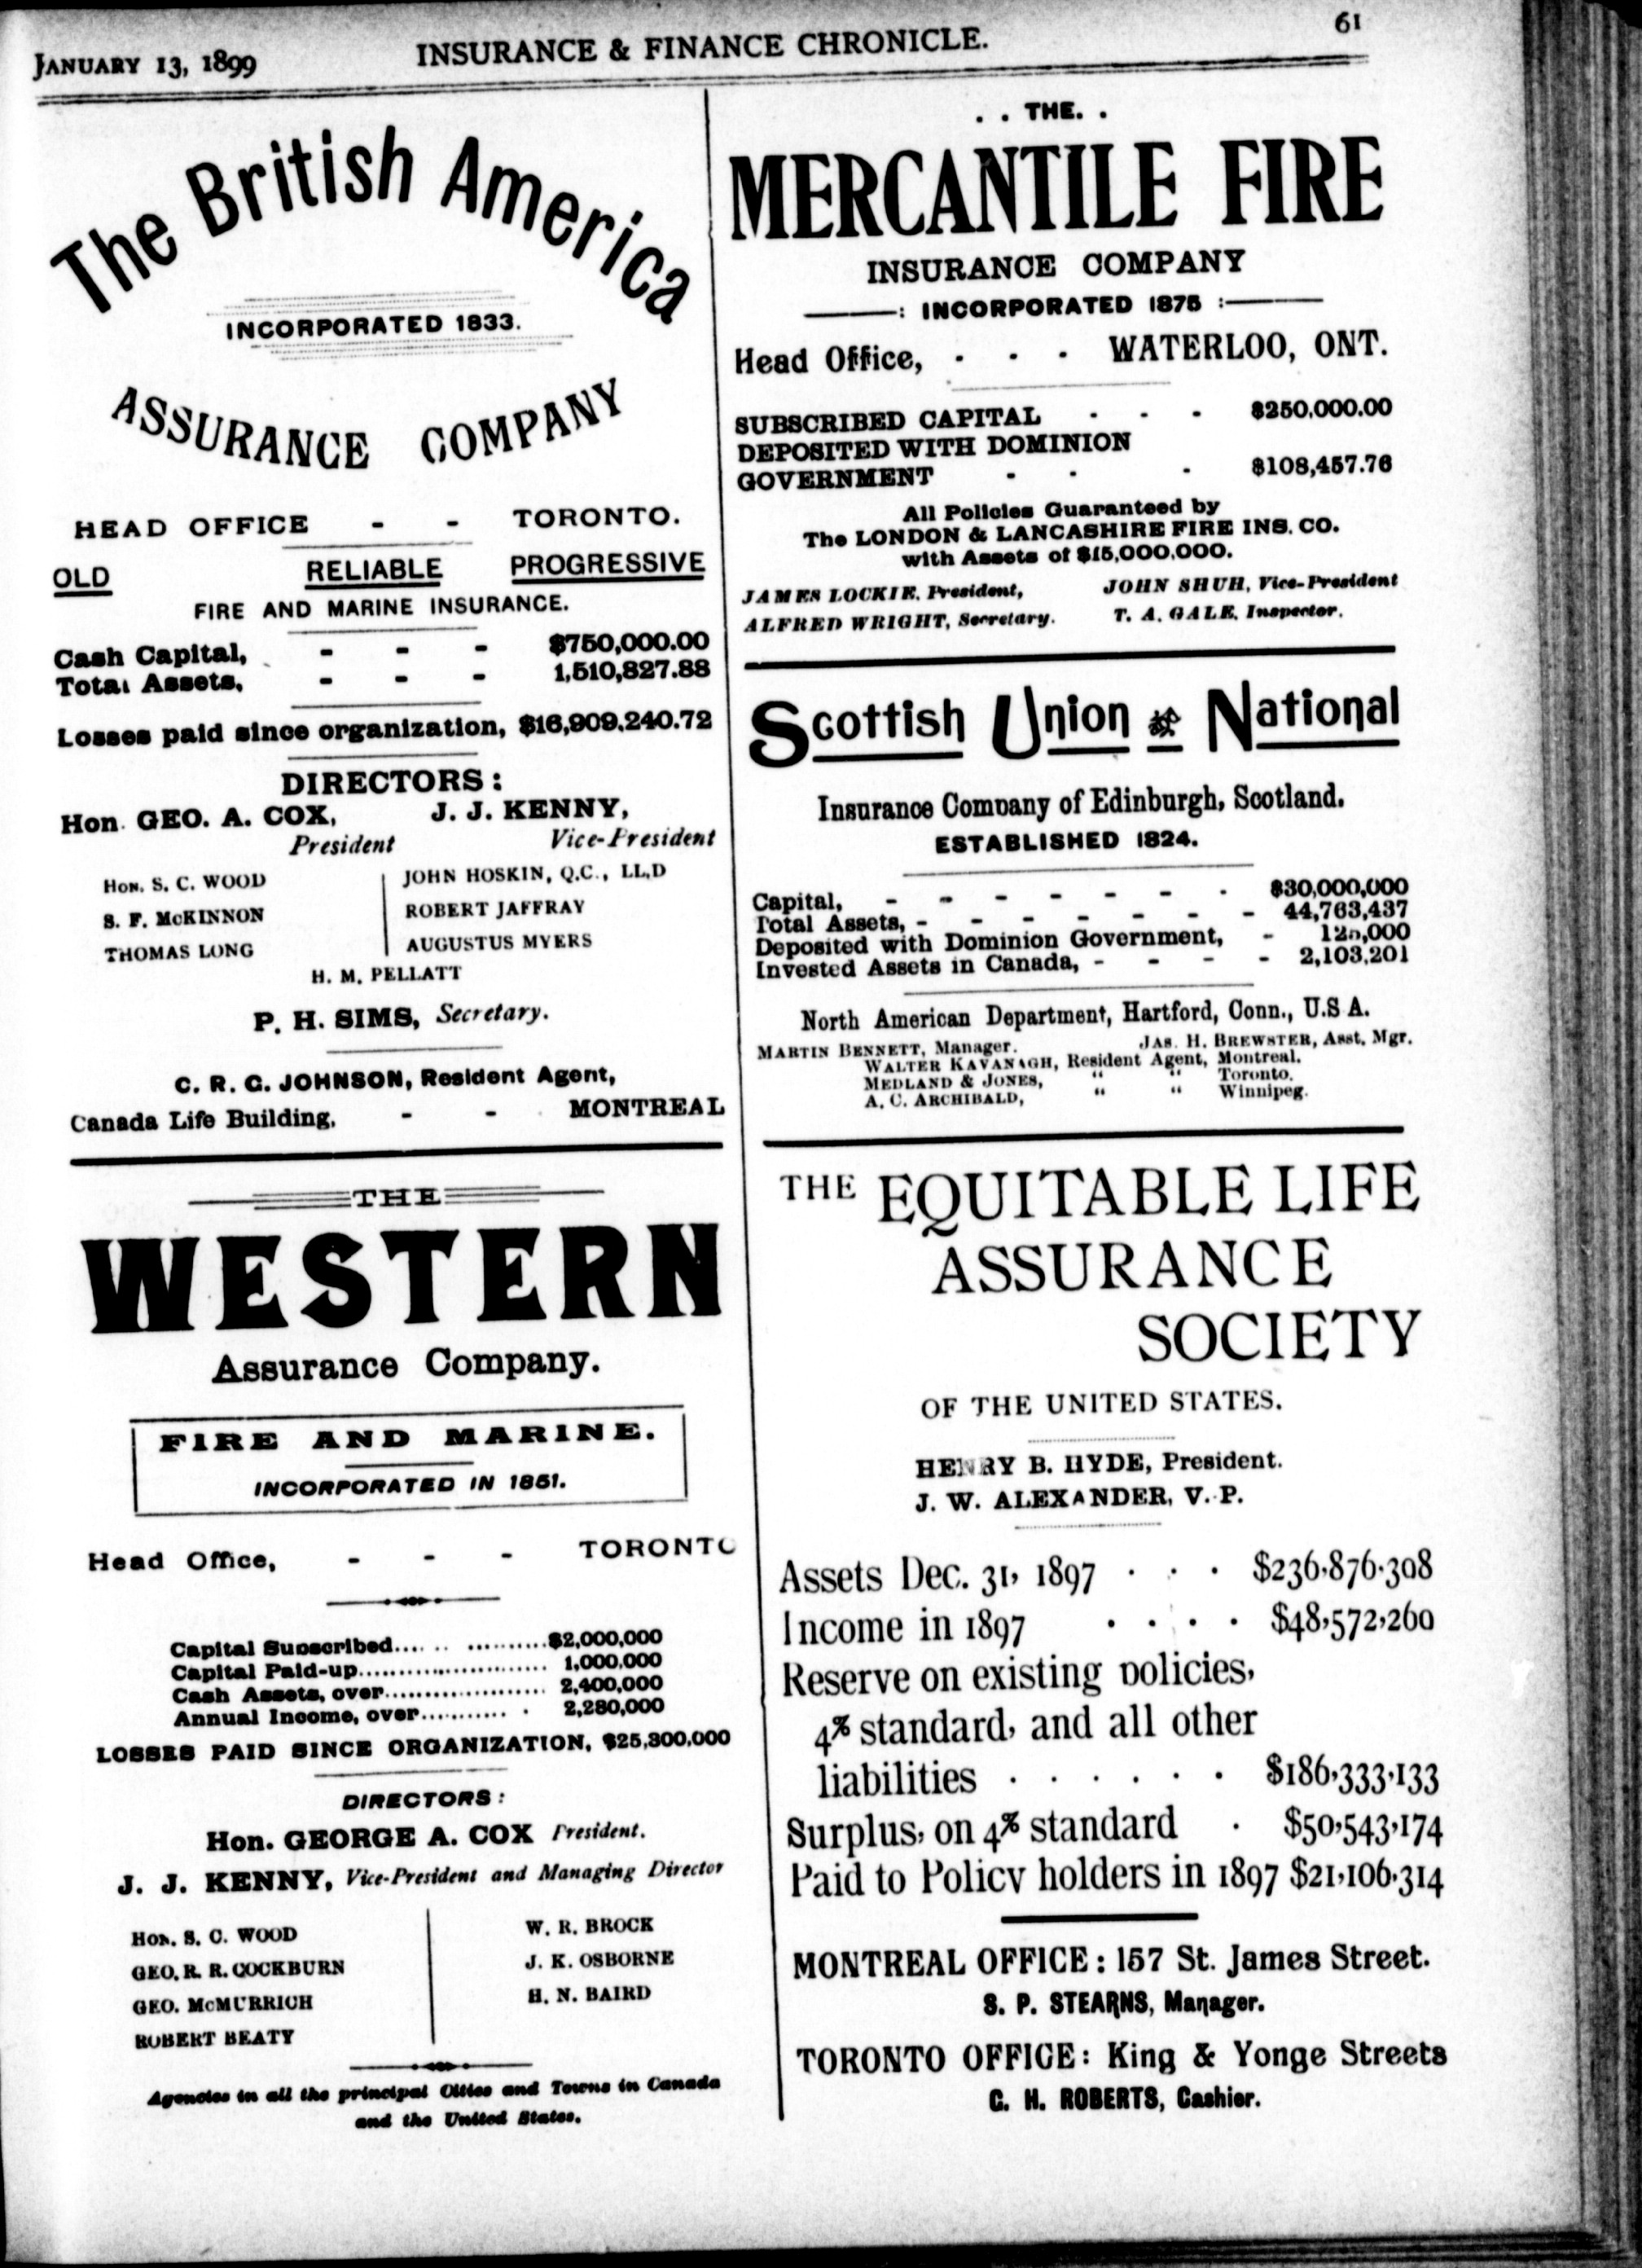 JANUARY 13, 1899 INSURANCE & FINANCE CHRONICLE. 61
The British America
INCORPORATED 1833.
ASSURANCE COMPANY
HEAD OFFICE - - TORONTO.
OLD RELIABLE PROGRESSIVE
FIRE AND MARINE INSURANCE.
Cash Capital, - - - $750,000.00
Total Assets, - - - 1,510,827.88
Losses paid since organization, $16,909,240.72
DIRECTORS:
Hon. GEO. A. COX, J. J. KENNY,
President Vice-President
HON. S. C. WOOD JOHN HOSKIN, Q.C., LL.D
S. F. McKINNON ROBERT JAFFRAY
THOMAS LONG AUGUSTUS MYERS
H. M. PELLATT
P. H. SIMS, Secretary.
C. R. G. JOHNSON, Resident Agent,
Canada Life Building, - - MONTREAL
THE
WESTERN
Assurance Company.
FIRE AND MARINE.
INCORPORATED IN 1851.
Head Office, - - - TORONTO
Capital Subscribed.... .. ..........$2,000,000
Capital Paid-up.......................... 1,000,000
Cash Assets, over..................... 2,400,000
Annual Income, over........... . 2,280,000
LOSSES PAID SINCE ORGANIZATION, $25,300,000
DIRECTORS:
Hon. GEORGE A. COX President.
J. J. KENNY, Vice-President and Managing Director
HON. S. C. WOOD W. R. BROCK
GEO. R. R. COCKBURN J. K. OSBORNE
GEO. McMURRICH H. N. BAIRD
ROBERT BEATY
Agencies in all the principal Cities and Towns in Canada
and the United States.
. . THE. .
MERCANTILE FIRE
INSURANCE COMPANY
: INCORPORATED 1875 :
Head Office, - - - WATERLOO, ONT.
SUBSCRIBED CAPITAL - - - $250,000.00
DEPOSITED WITH DOMINION
GOVERNMENT - - - $108,457.76
All Policies Guaranteed by
The LONDON & LANCASHIRE FIRE INS. CO.
with Assets of $15,000,000.
JAMES LOCKIE, President, JOHN SHUH, Vice-President
ALFRED WRIGHT, Secretary. T. A. GALE, Inspector.
Scottish Union & National
Insurance Company of Edinburgh, Scotland.
ESTABLISHED 1824.
Capital, - - - - - - - $30,000,000
Total Assets, - - - - - - - 44,763,437
Deposited with Dominion Government, - 125,000
Invested Assets in Canada, - - - - 2,103,201
North American Department, Hartford, Conn., U.S A.
MARTIN BENNETT, Manager. JAS. H. BREWSTER, Asst. Mgr.
WALTER KAVANAGH, Resident Agent, Montreal.
MEDLAND & JONES, " " Toronto.
A. C. ARCHIBALD, " " Winnipeg.
THE EQUITABLE LIFE
ASSURANCE
SOCIETY
OF THE UNITED STATES.
HENRY B. HYDE, President.
J. W. ALEXANDER, V. P.
Assets Dec. 31, 1897 . . . $236,876,308
Income in 1897 . . . . $48,572,260
Reserve on existing policies,
4% standard, and all other
liabilities . . . . . . $186,333,133
Surplus, on 4% standard . $50,543,174
Paid to Policy holders in 1897 $21,106,314
MONTREAL OFFICE: 157 St. James Street.
S. P. STEARNS, Manager.
TORONTO OFFICE: King & Yonge Streets
C. H. ROBERTS, Cashier.